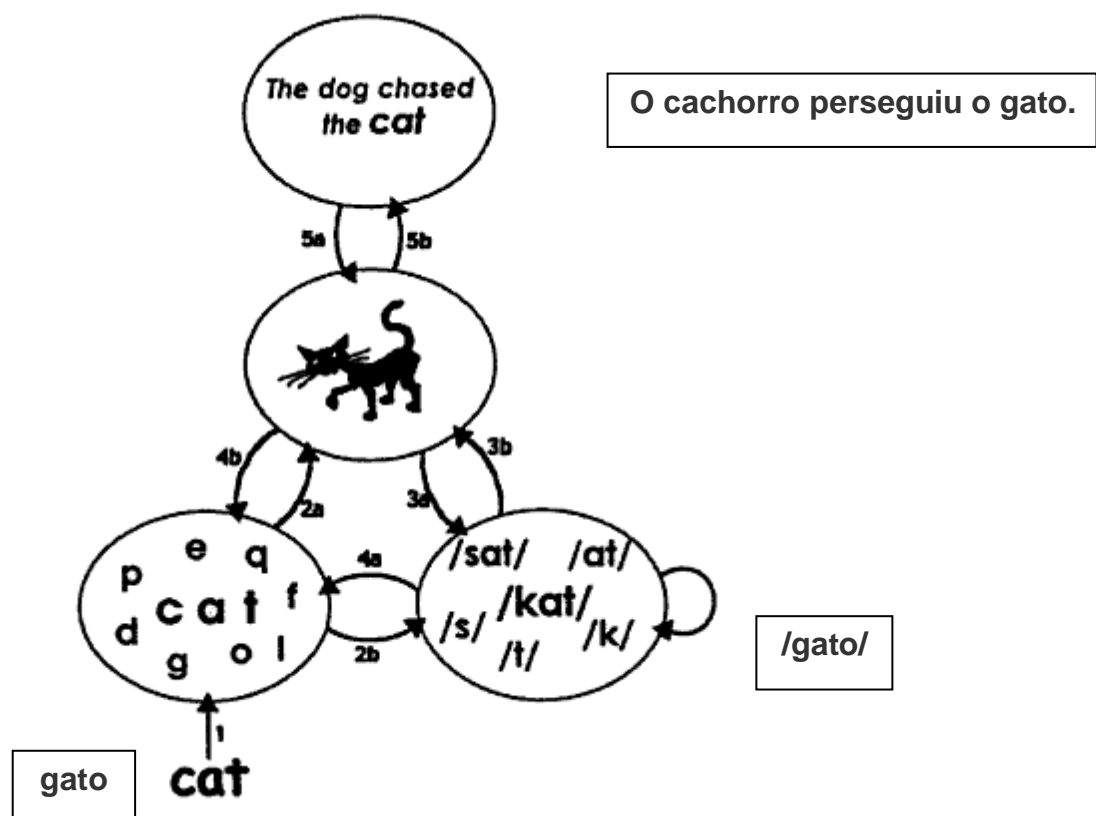 The dog chased
the cat
O cachorro perseguiu o gato.
5a 5b
4b 2a 3a 3b
e q
p f
c a t
d g o l
4a
2b
/sat/ /at/
/kat/
/s/ /k/
/t/
/gato/
1
gato cat